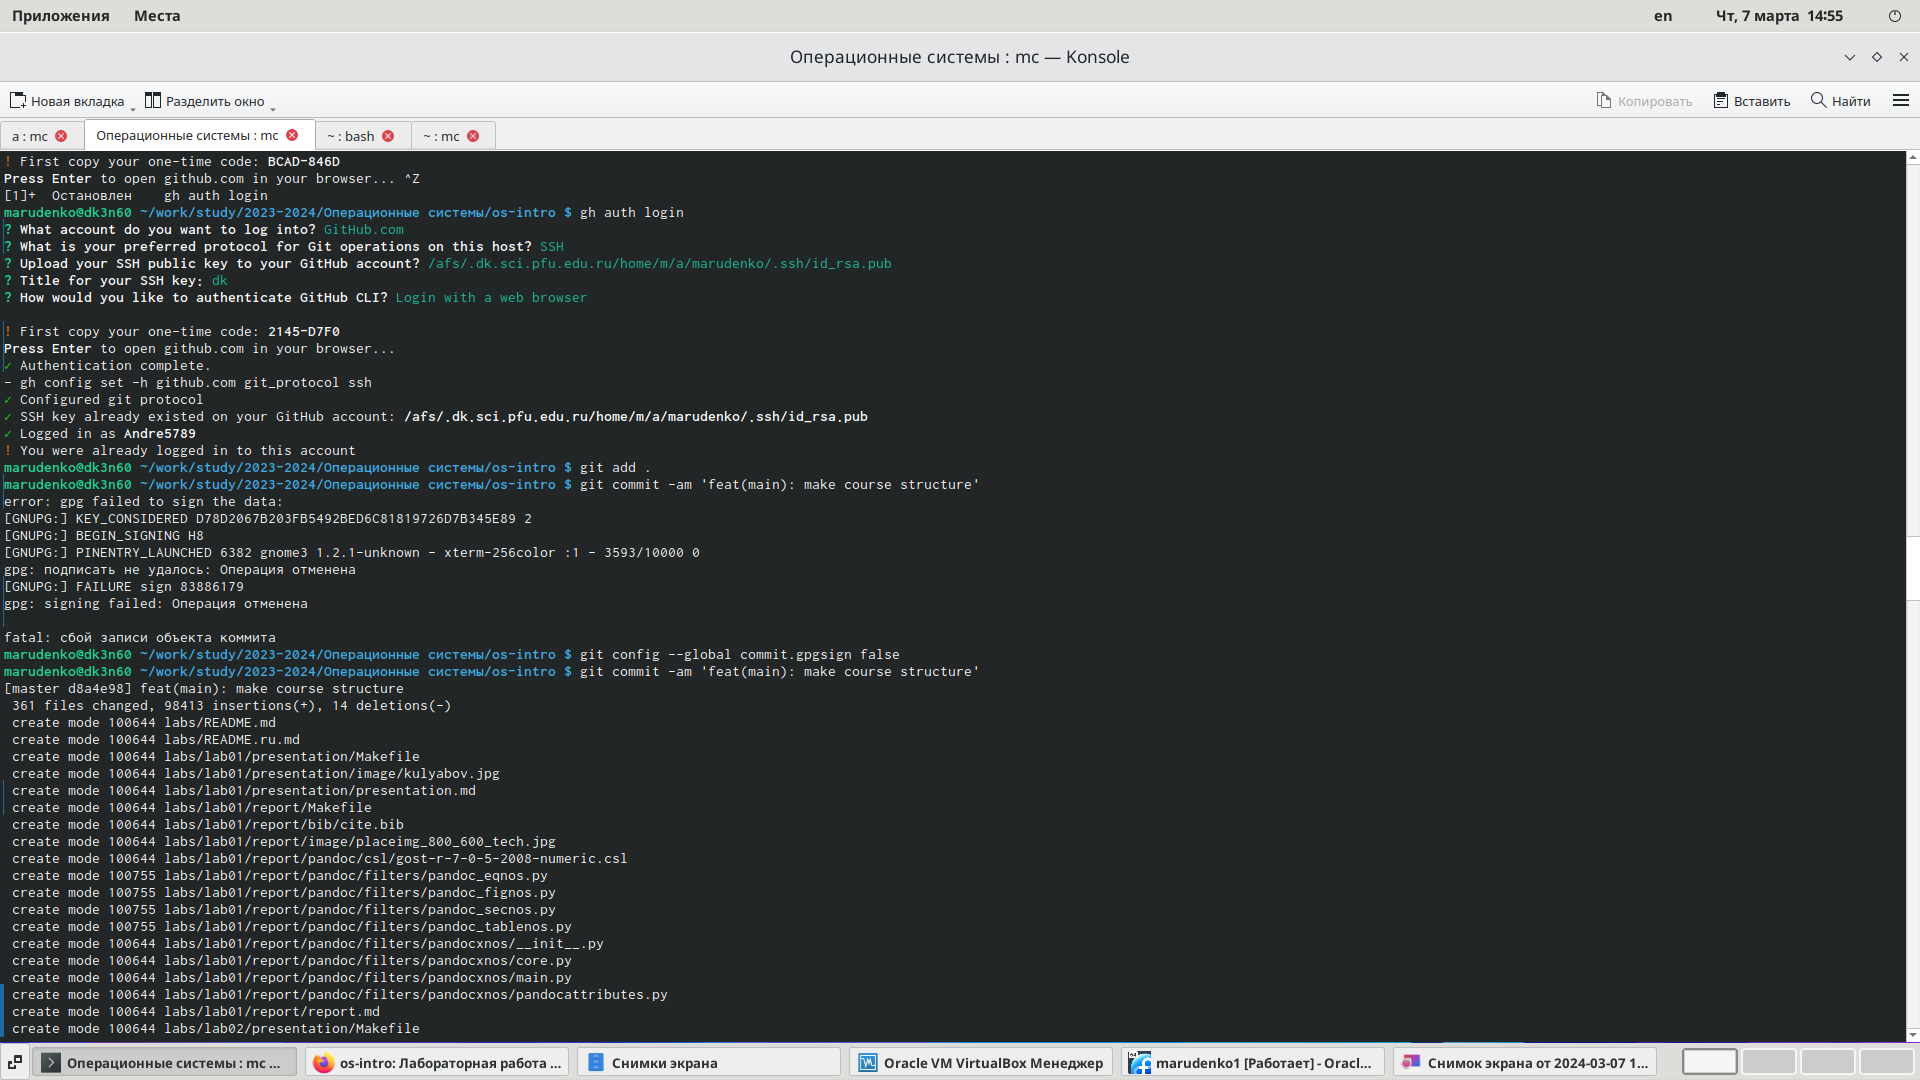 Приложения Места en Чт, 7 марта 14:55
Операционные системы : mc — Konsole
Новая вкладка Разделить окно Копировать Вставить Найти
a : mc Операционные системы : mc ~ : bash ~ : mc
! First copy your one-time code: BCAD-846D
Press Enter to open github.com in your browser... ^Z
[1]+  Остановлен    gh auth login
marudenko@dk3n60 ~/work/study/2023-2024/Операционные системы/os-intro $ gh auth login
? What account do you want to log into? GitHub.com
? What is your preferred protocol for Git operations on this host? SSH
? Upload your SSH public key to your GitHub account? /afs/.dk.sci.pfu.edu.ru/home/m/a/marudenko/.ssh/id_rsa.pub
? Title for your SSH key: dk
? How would you like to authenticate GitHub CLI? Login with a web browser
! First copy your one-time code: 2145-D7F0
Press Enter to open github.com in your browser...
✓ Authentication complete.
- gh config set -h github.com git_protocol ssh
✓ Configured git protocol
✓ SSH key already existed on your GitHub account: /afs/.dk.sci.pfu.edu.ru/home/m/a/marudenko/.ssh/id_rsa.pub
✓ Logged in as Andre5789
! You were already logged in to this account
marudenko@dk3n60 ~/work/study/2023-2024/Операционные системы/os-intro $ git add .
marudenko@dk3n60 ~/work/study/2023-2024/Операционные системы/os-intro $ git commit -am 'feat(main): make course structure'
error: gpg failed to sign the data:
[GNUPG:] KEY_CONSIDERED D78D2067B203FB5492BED6C81819726D7B345E89 2
[GNUPG:] BEGIN_SIGNING H8
[GNUPG:] PINENTRY_LAUNCHED 6382 gnome3 1.2.1-unknown - xterm-256color :1 - 3593/10000 0
gpg: подписать не удалось: Операция отменена
[GNUPG:] FAILURE sign 83886179
gpg: signing failed: Операция отменена
fatal: сбой записи объекта коммита
marudenko@dk3n60 ~/work/study/2023-2024/Операционные системы/os-intro $ git config --global commit.gpgsign false
marudenko@dk3n60 ~/work/study/2023-2024/Операционные системы/os-intro $ git commit -am 'feat(main): make course structure'
[master d8a4e98] feat(main): make course structure
 361 files changed, 98413 insertions(+), 14 deletions(-)
 create mode 100644 labs/README.md
 create mode 100644 labs/README.ru.md
 create mode 100644 labs/lab01/presentation/Makefile
 create mode 100644 labs/lab01/presentation/image/kulyabov.jpg
 create mode 100644 labs/lab01/presentation/presentation.md
 create mode 100644 labs/lab01/report/Makefile
 create mode 100644 labs/lab01/report/bib/cite.bib
 create mode 100644 labs/lab01/report/image/placeimg_800_600_tech.jpg
 create mode 100644 labs/lab01/report/pandoc/csl/gost-r-7-0-5-2008-numeric.csl
 create mode 100755 labs/lab01/report/pandoc/filters/pandoc_eqnos.py
 create mode 100755 labs/lab01/report/pandoc/filters/pandoc_fignos.py
 create mode 100755 labs/lab01/report/pandoc/filters/pandoc_secnos.py
 create mode 100755 labs/lab01/report/pandoc/filters/pandoc_tablenos.py
 create mode 100644 labs/lab01/report/pandoc/filters/pandocxnos/__init__.py
 create mode 100644 labs/lab01/report/pandoc/filters/pandocxnos/core.py
 create mode 100644 labs/lab01/report/pandoc/filters/pandocxnos/main.py
 create mode 100644 labs/lab01/report/pandoc/filters/pandocxnos/pandocattributes.py
 create mode 100644 labs/lab01/report/report.md
 create mode 100644 labs/lab02/presentation/Makefile
Операционные системы : mc ... os-intro: Лабораторная работа ... Снимки экрана Oracle VM VirtualBox Менеджер marudenko1 [Работает] - Oracl... Снимок экрана от 2024-03-07 1...